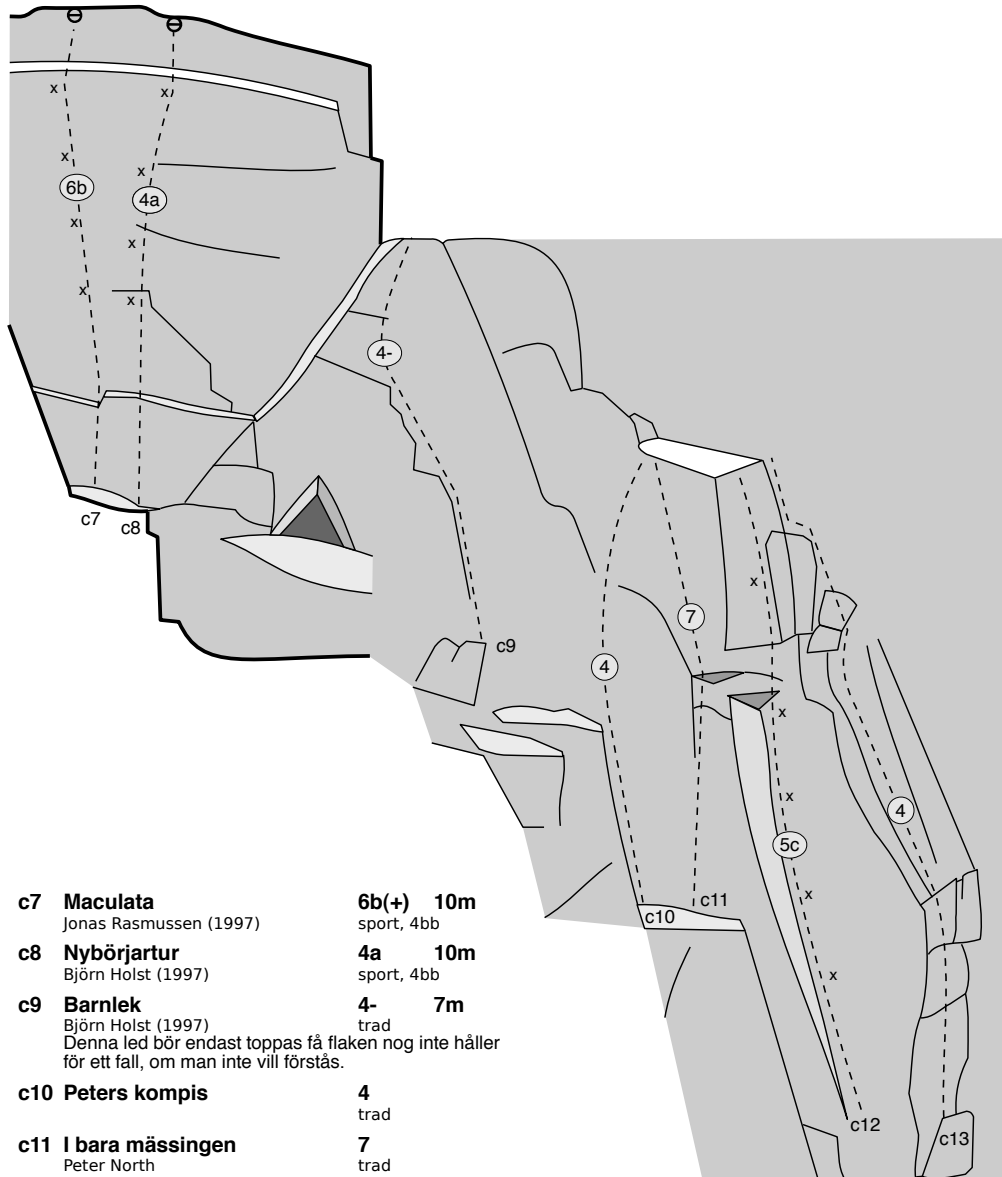 6b
4a
4-
c7
c8
c9
7
4
4
5c
c11
c10
c12
c13
x
x
x
x
x
x
x
x
x
x
x
x
x
c7 Maculata 6b(+) 10m
Jonas Rasmussen (1997) sport, 4bb
c8 Nybörjartur 4a 10m
Björn Holst (1997) sport, 4bb
c9 Barnlek 4- 7m
Björn Holst (1997) trad
Denna led bör endast toppas få flaken nog inte håller
för ett fall, om man inte vill förstås.
c10 Peters kompis 4
trad
c11 I bara mässingen 7
Peter North trad